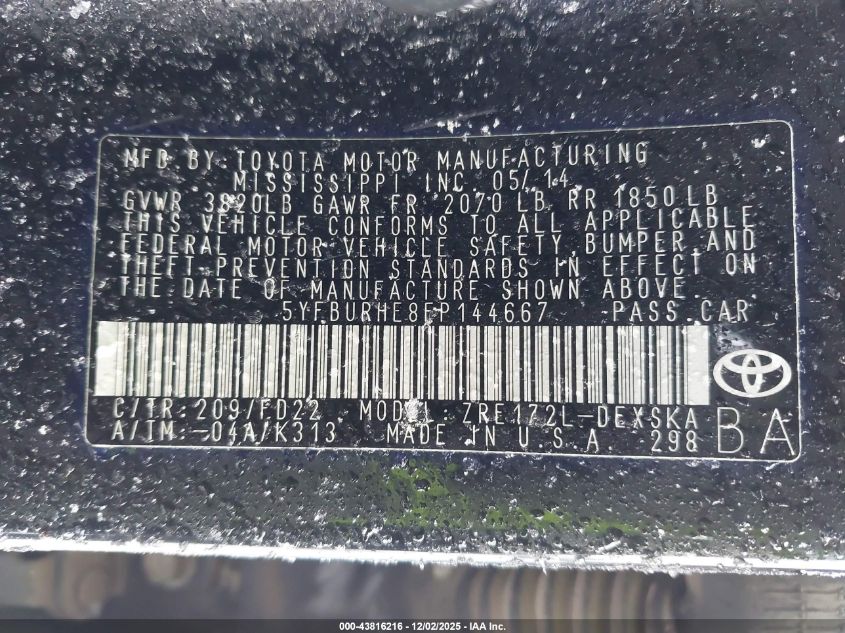 MFD BY: TOYOTA MOTOR MANUFACTURING
MISSISSIPPI INC. 05/14
GVWR 3820LB GAWR FR 2070 LB RR 1850 LB
THIS VEHICLE CONFORMS TO ALL APPLICABLE
FEDERAL MOTOR VEHICLE SAFETY, BUMPER, AND
THEFT PREVENTION STANDARDS IN EFFECT ON
THE DATE OF MANUFACTURE SHOWN ABOVE.
5YFBURHE8EP144667 PASS. CAR
C/TR: 209/FD22 MODEL: ZRE172L-DEXSKA
A/TM: -04A/K313 MADE IN U.S.A 298 BA
000-43816216 - 12/02/2025 - IAA Inc.